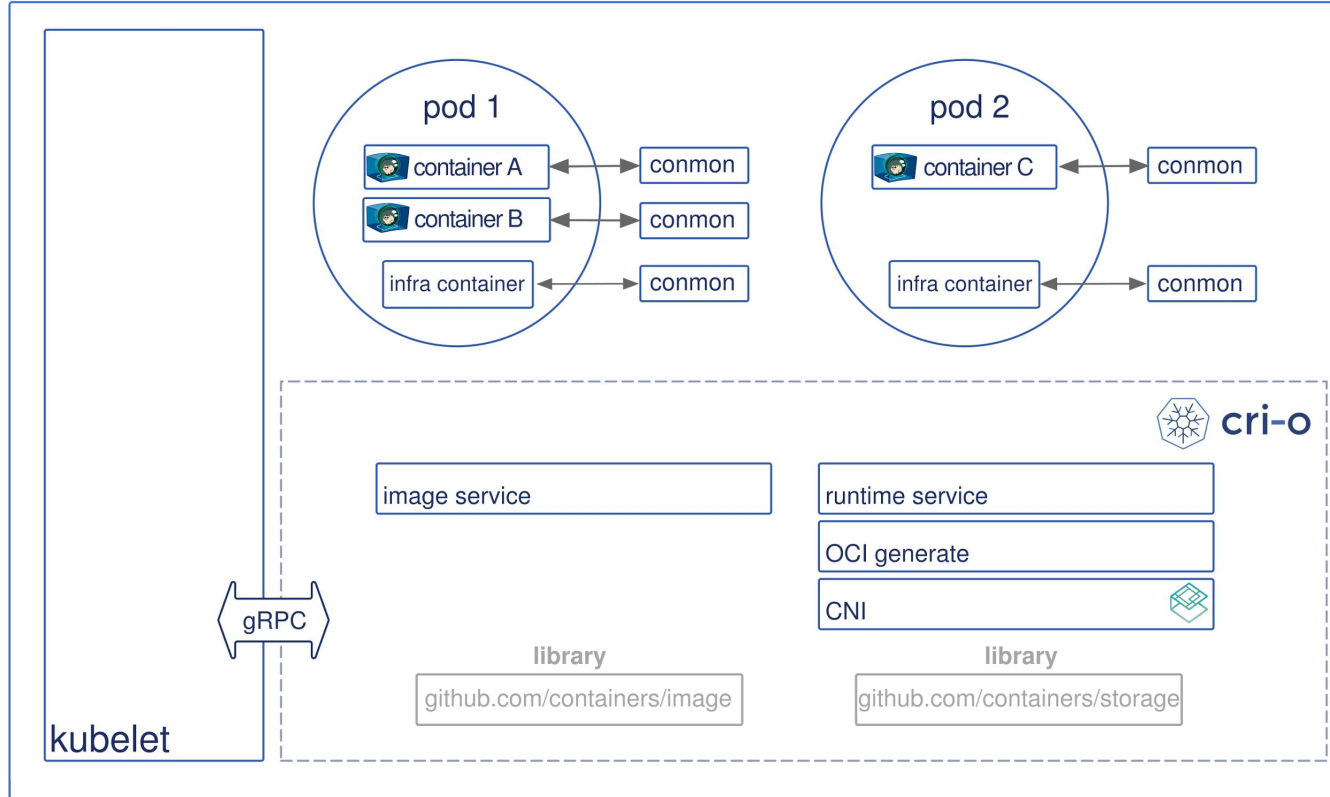 pod 1
container A
conmon
container B
conmon
infra container
conmon
pod 2
container C
conmon
infra container
conmon
cri-o
image service
runtime service
OCI generate
CNI
gRPC
library
github.com/containers/image
library
github.com/containers/storage
kubelet